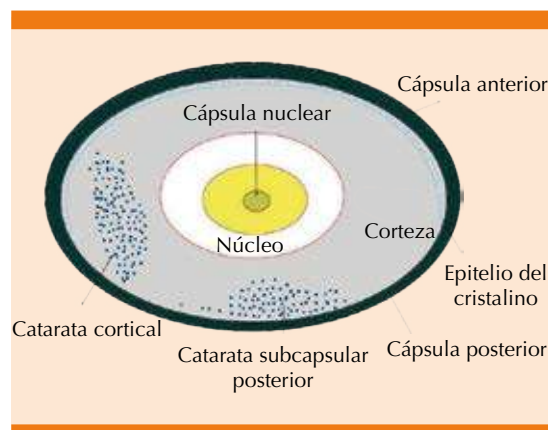 Cápsula anterior
Cápsula nuclear
Corteza
Núcleo
Epitelio del
cristalino
Catarata cortical
Catarata subcapsular
posterior
Cápsula posterior